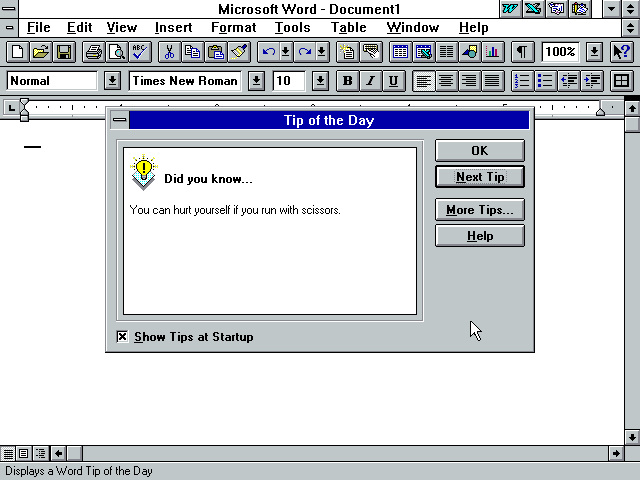 Microsoft Word - Document1
File Edit View Insert Format Tools Table Window Help
ABC 100% ?
Normal Times New Roman 10 B I U
Tip of the Day
Did you know...
You can hurt yourself if you run with scissors.
OK
Next Tip
More Tips...
Help
Show Tips at Startup
Displays a Word Tip of the Day